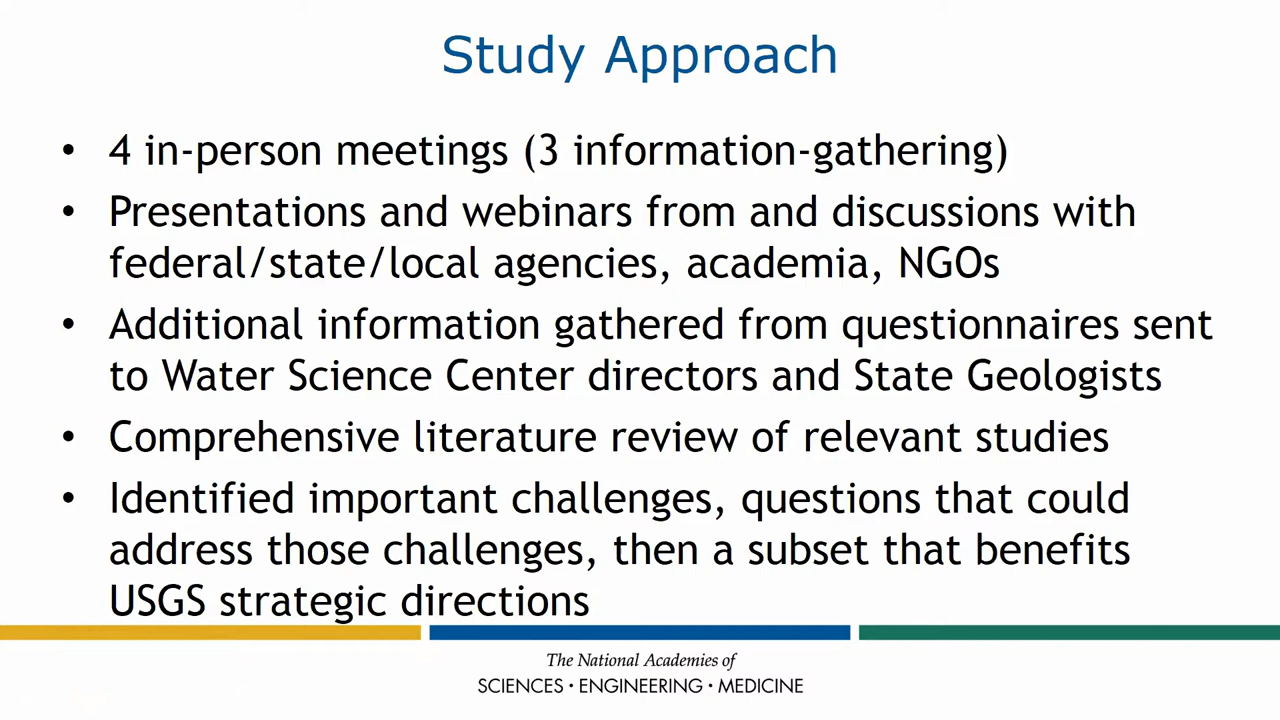 Study Approach
• 4 in-person meetings (3 information-gathering)
• Presentations and webinars from and discussions with
federal/state/local agencies, academia, NGOs
• Additional information gathered from questionnaires sent
to Water Science Center directors and State Geologists
• Comprehensive literature review of relevant studies
• Identified important challenges, questions that could
address those challenges, then a subset that benefits
USGS strategic directions
The National Academies of
SCIENCES • ENGINEERING • MEDICINE